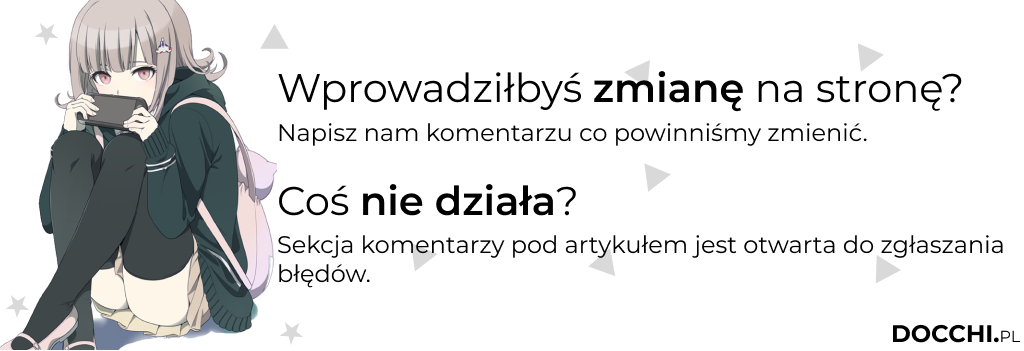 Wprowadziłbyś zmianę na stronę?
Napisz nam komentarzu co powinniśmy zmienić.
Coś nie działa?
Sekcja komentarzy pod artykułem jest otwarta do zgłaszania
błędów.
DOCCHI.PL